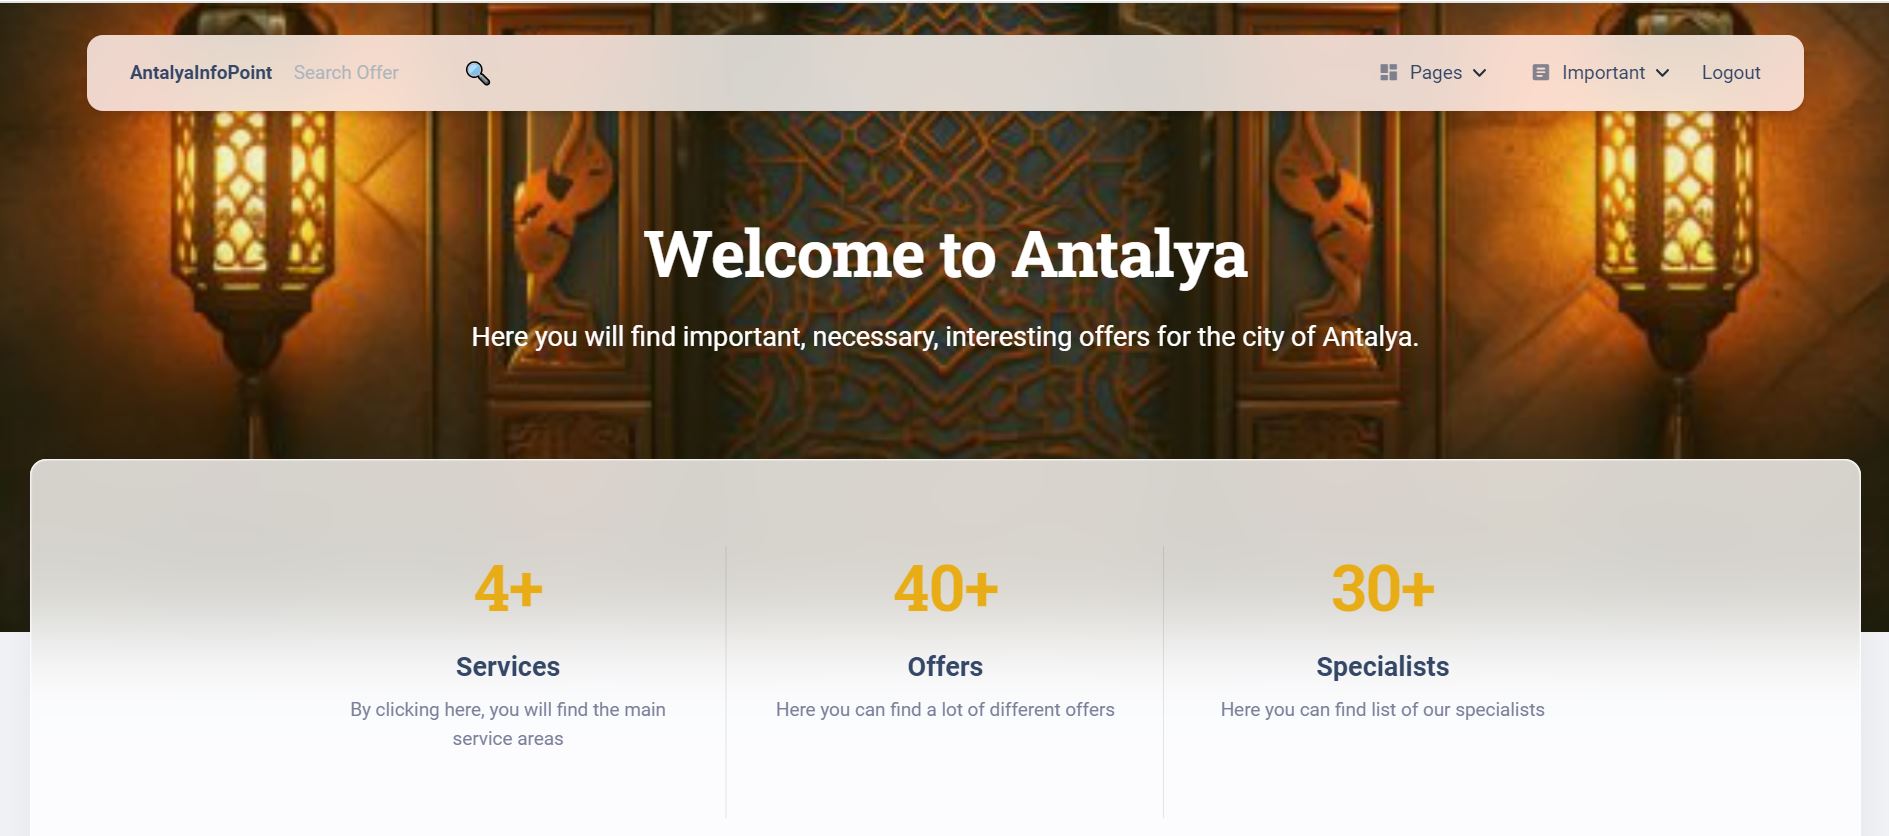 AntalyaInfoPoint Search Offer Pages Important Logout
Welcome to Antalya
Here you will find important, necessary, interesting offers for the city of Antalya.
4+
Services
By clicking here, you will find the main
service areas
40+
Offers
Here you can find a lot of different offers
30+
Specialists
Here you can find list of our specialists